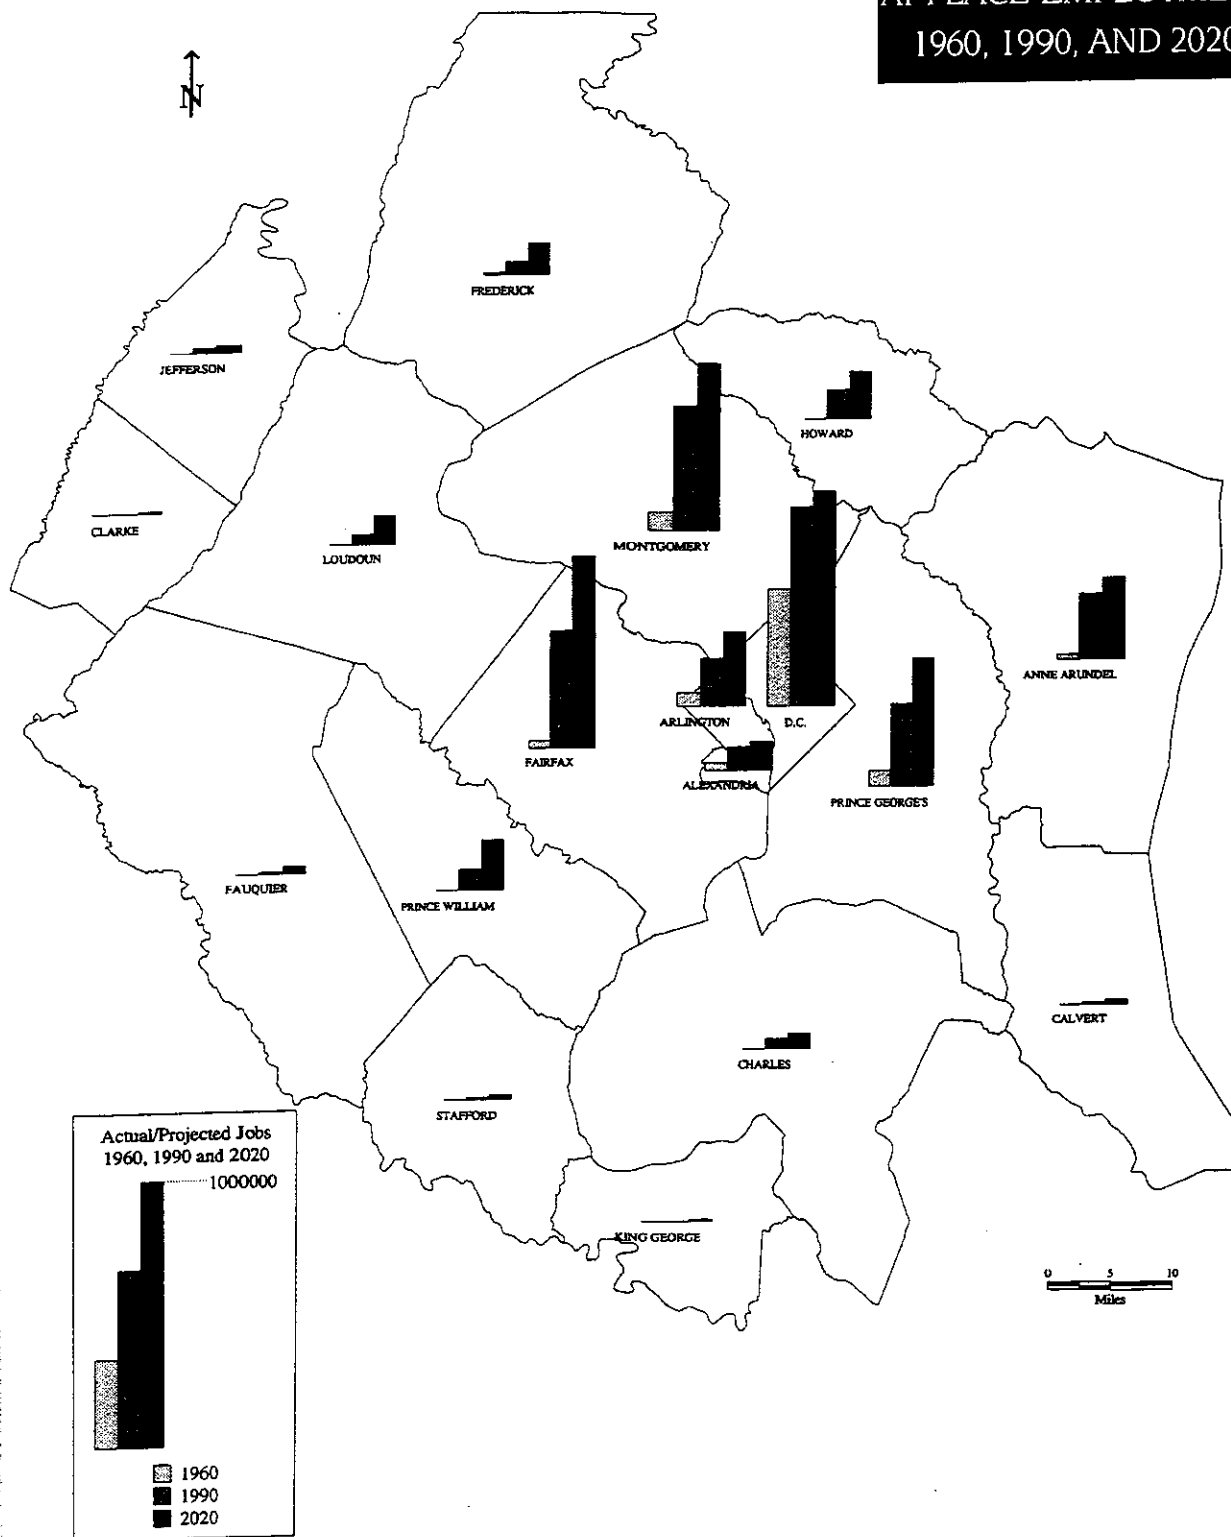 1960, 1990, AND 2020
N
FREDERICK
JEFFERSON
HOWARD
CLARKE
LOUDOUN
MONTGOMERY
ANNE ARUNDEL
ARLINGTON
D.C.
FAIRFAX
ALEXANDRIA
PRINCE GEORGE'S
FAUQUIER
PRINCE WILLIAM
CALVERT
CHARLES
STAFFORD
Actual/Projected Jobs
1960, 1990 and 2020
1000000
KING GEORGE
0 5 10
Miles
1960
1990
2020